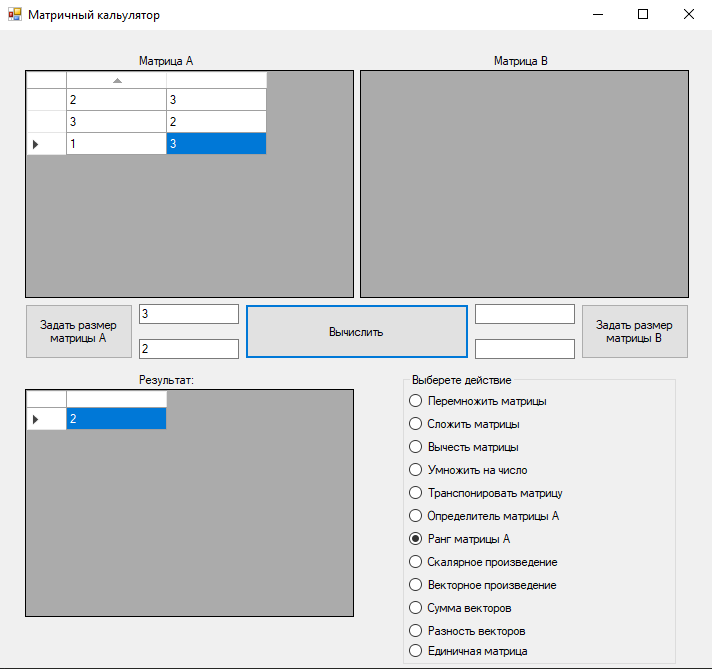 Матричный кальулятор
Матрица А
Матрица В
2 3
3 2
1 3
Задать размер
матрицы А
3
2
Вычислить
Задать размер
матрицы В
Результат:
2
Выберете действие
Перемножить матрицы
Сложить матрицы
Вычесть матрицы
Умножить на число
Транспонировать матрицу
Определитель матрицы А
Ранг матрицы А
Скалярное произведение
Векторное произведение
Сумма векторов
Разность векторов
Единичная матрица